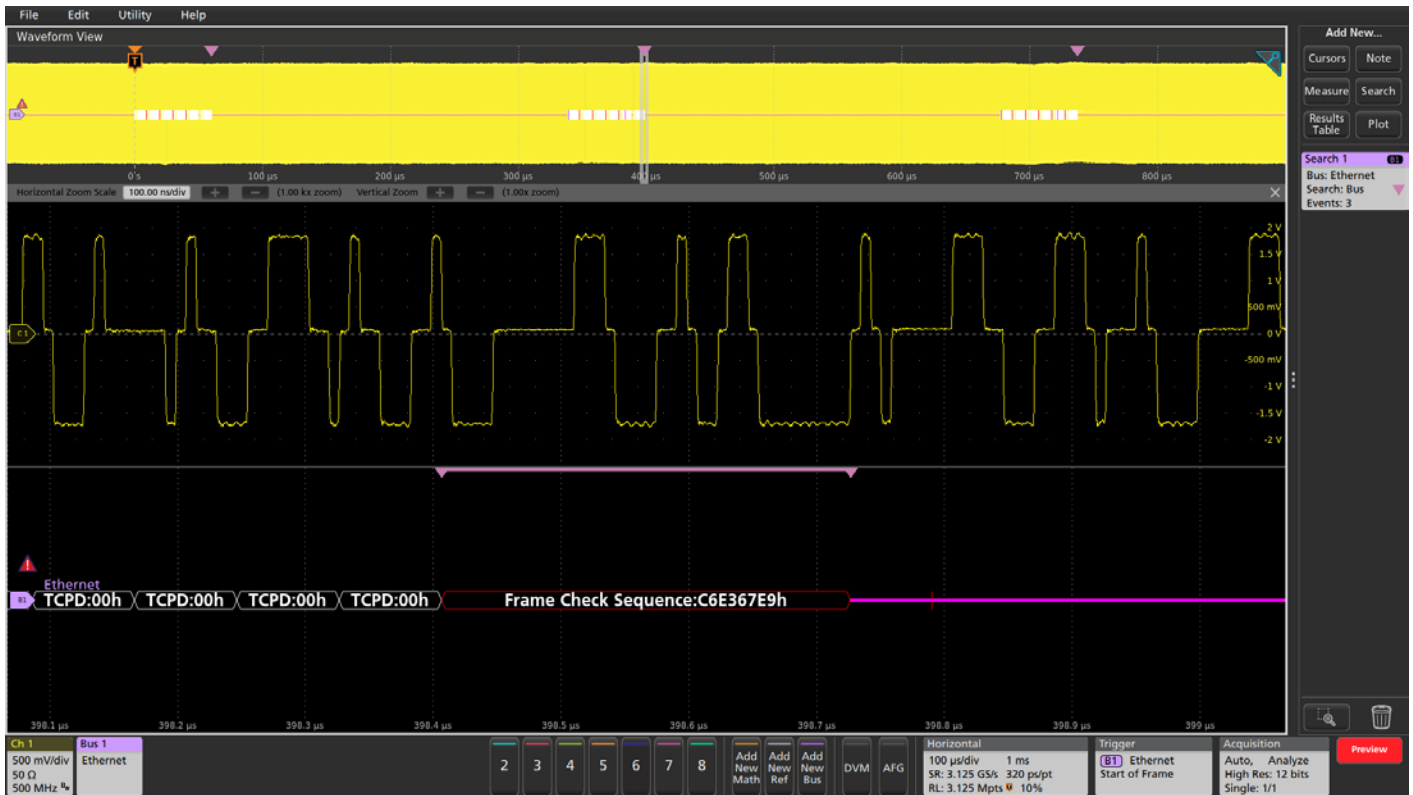 File Edit Utility Help
Waveform View
Add New...
Cursors Note
Measure Search
Results Table Plot
T
B1
0 s 100 µs 200 µs 300 µs 400 µs 500 µs 600 µs 700 µs 800 µs
Horizontal Zoom Scale 100.00 ns/div + − (1.00 kx zoom) Vertical Zoom + − (1.00x zoom) ×
Search 1 B1
Bus: Ethernet
Search: Bus
Events: 3
2 V
1.5 V
1 V
500 mV
C1 0 V
-500 mV
-1 V
-1.5 V
-2 V
Ethernet
B1 TCPD:00h TCPD:00h TCPD:00h TCPD:00h Frame Check Sequence:C6E367E9h
398.1 µs 398.2 µs 398.3 µs 398.4 µs 398.5 µs 398.6 µs 398.7 µs 398.8 µs 398.9 µs 399 µs
Ch 1
500 mV/div
50 Ω
500 MHz
Bus 1
Ethernet
2 3 4 5 6 7 8
Add New Math
Add New Ref
Add New Bus
DVM AFG
Horizontal
100 µs/div 1 ms
SR: 3.125 GS/s 320 ps/pt
RL: 3.125 Mpts 10%
Trigger
B1 Ethernet
Start of Frame
Acquisition
Auto, Analyze
High Res: 12 bits
Single: 1/1
Preview